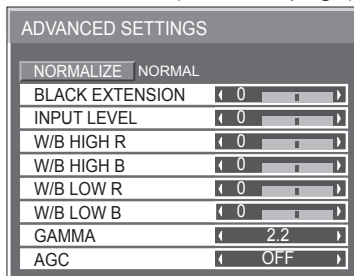 ADVANCED SETTINGS
NORMALIZE NORMAL
BLACK EXTENSION 0
INPUT LEVEL 0
W/B HIGH R 0
W/B HIGH B 0
W/B LOW R 0
W/B LOW B 0
GAMMA 2.2
AGC OFF